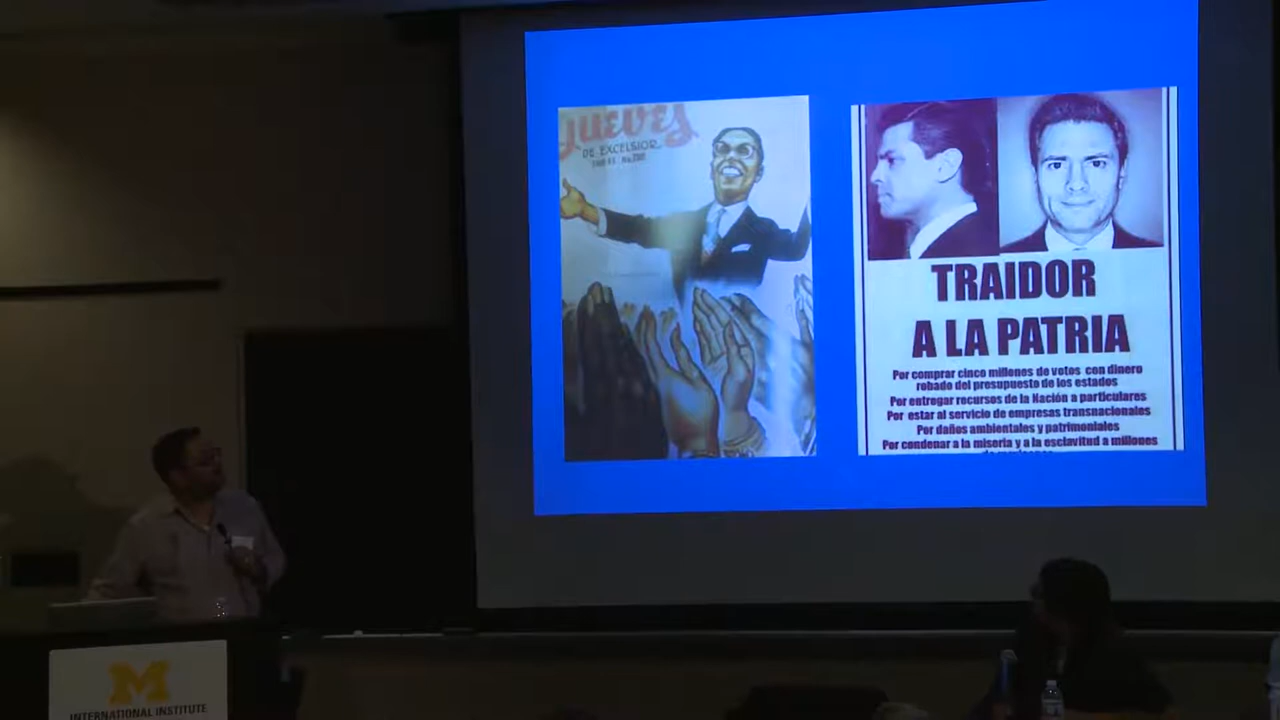 jueves
DE EXCELSIOR
TRAIDOR
A LA PATRIA
Por comprar cinco millones de votos con dinero
robado del presupuesto de los estados
Por entregar recursos de la Nación a particulares
Por estar al servicio de empresas transnacionales
Por daños ambientales y patrimoniales
Por condenar a la miseria y a la esclavitud a millones
M
INTERNATIONAL INSTITUTE